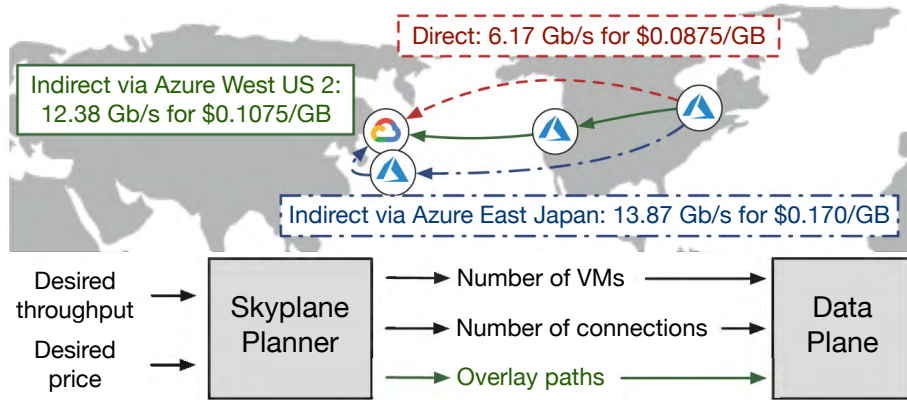 Direct: 6.17 Gb/s for $0.0875/GB
Indirect via Azure West US 2:
12.38 Gb/s for $0.1075/GB
Indirect via Azure East Japan: 13.87 Gb/s for $0.170/GB
Desired
throughput
Desired
price
Skyplane
Planner
Number of VMs
Number of connections
Overlay paths
Data
Plane